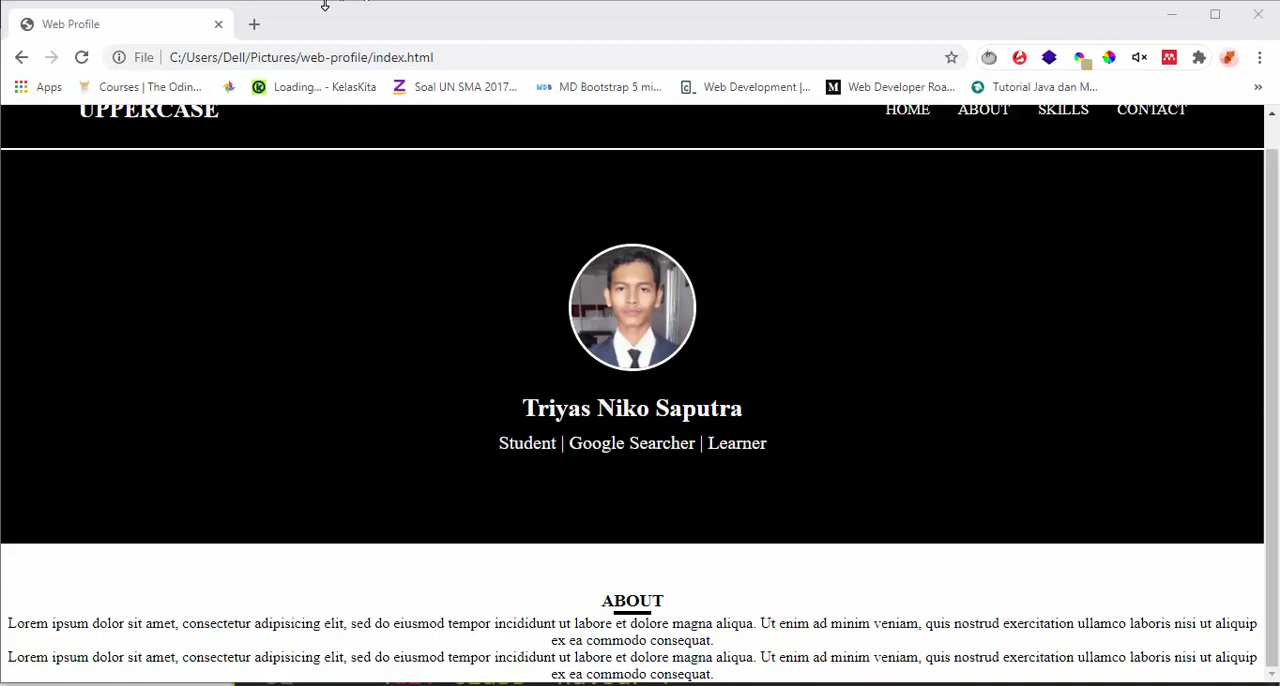 Web Profile
File | C:/Users/Dell/Pictures/web-profile/index.html
Apps Courses | The Odin... Loading... - KelasKita Soal UN SMA 2017... MDB Bootstrap 5 mi... Web Development |... Web Developer Roa... Tutorial Java dan M...
UPPERCASE HOME ABOUT SKILLS CONTACT
Triyas Niko Saputra
Student | Google Searcher | Learner
ABOUT
Lorem ipsum dolor sit amet, consectetur adipisicing elit, sed do eiusmod tempor incididunt ut labore et dolore magna aliqua. Ut enim ad minim veniam, quis nostrud exercitation ullamco laboris nisi ut aliquip
ex ea commodo consequat.
Lorem ipsum dolor sit amet, consectetur adipisicing elit, sed do eiusmod tempor incididunt ut labore et dolore magna aliqua. Ut enim ad minim veniam, quis nostrud exercitation ullamco laboris nisi ut aliquip
ex ea commodo consequat.